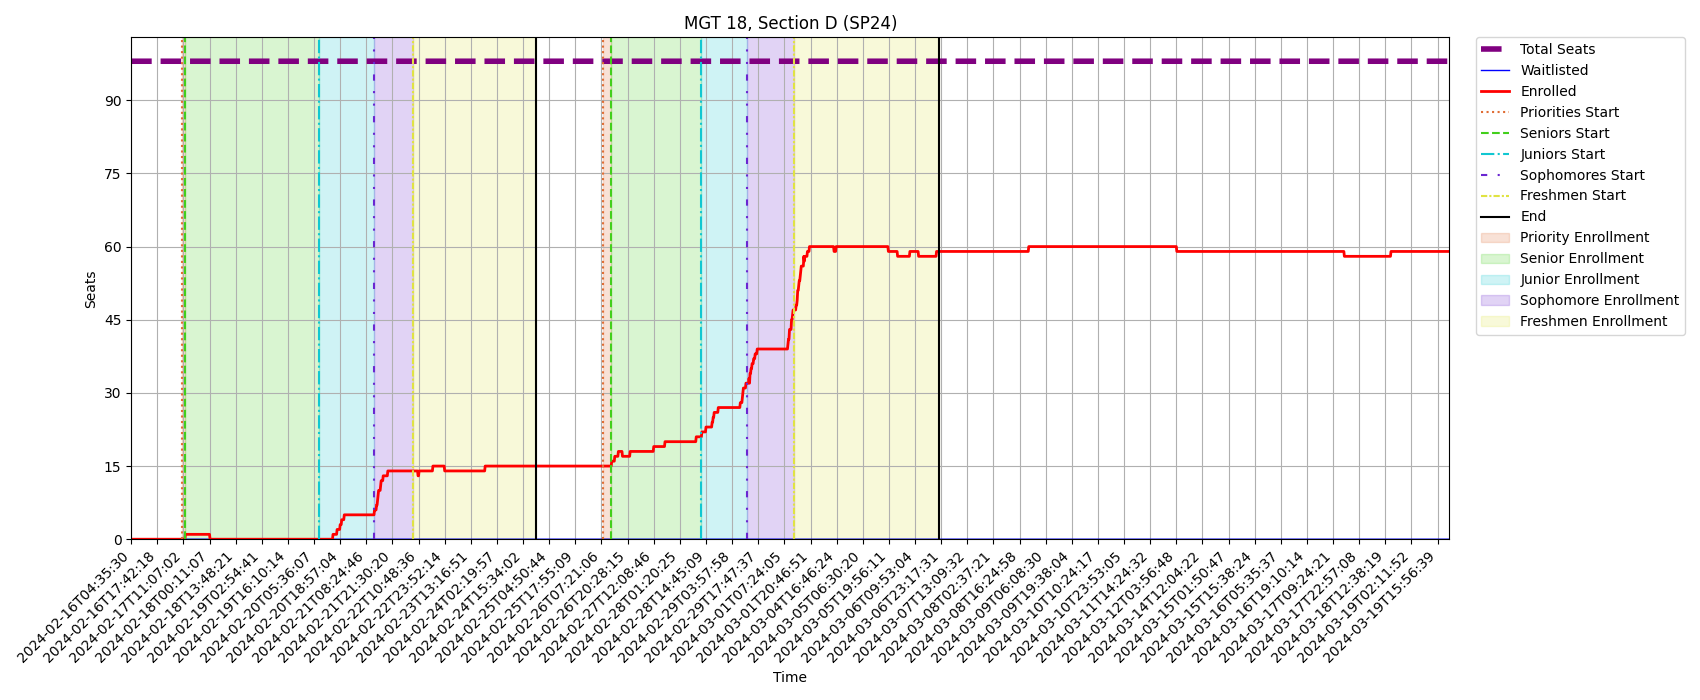 MGT 18, Section D (SP24)
Total Seats
Waitlisted
Enrolled
Priorities Start
Seniors Start
Juniors Start
Sophomores Start
Freshmen Start
End
Priority Enrollment
Senior Enrollment
Junior Enrollment
Sophomore Enrollment
Freshmen Enrollment
Seats
90
75
60
45
30
15
0
2024-02-16T04:35:30
2024-02-16T17:42:18
2024-02-17T11:07:02
2024-02-18T00:11:07
2024-02-18T13:48:21
2024-02-19T02:54:41
2024-02-19T16:10:14
2024-02-20T05:36:07
2024-02-20T18:57:04
2024-02-21T08:24:46
2024-02-21T21:30:20
2024-02-22T10:48:36
2024-02-22T23:52:14
2024-02-23T13:16:51
2024-02-24T02:19:57
2024-02-24T15:34:02
2024-02-25T04:50:44
2024-02-25T17:55:09
2024-02-26T07:21:06
2024-02-26T20:28:15
2024-02-27T12:08:46
2024-02-28T01:20:25
2024-02-28T14:45:09
2024-02-29T03:57:58
2024-02-29T17:47:37
2024-03-01T07:24:05
2024-03-01T20:46:51
2024-03-04T16:46:24
2024-03-05T06:30:20
2024-03-05T19:56:11
2024-03-06T09:53:04
2024-03-06T23:17:31
2024-03-07T13:09:32
2024-03-08T02:37:21
2024-03-08T16:24:58
2024-03-09T06:08:30
2024-03-09T19:38:04
2024-03-10T10:24:17
2024-03-10T23:53:05
2024-03-11T14:24:32
2024-03-12T03:56:48
2024-03-14T12:04:22
2024-03-15T01:50:47
2024-03-15T15:38:24
2024-03-16T05:35:37
2024-03-16T19:10:14
2024-03-17T09:24:21
2024-03-17T22:57:08
2024-03-18T12:38:19
2024-03-19T02:11:52
2024-03-19T15:56:39
Time